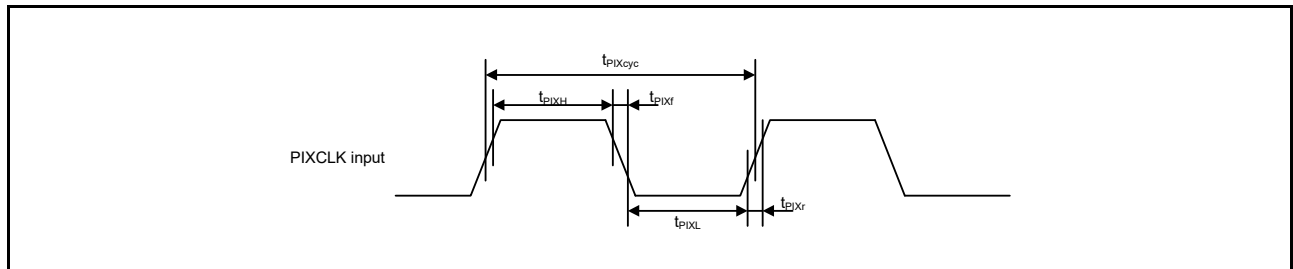 tPIXcyc
tPIXH
tPIXf
PIXCLK input
tPIXL
tPIXr